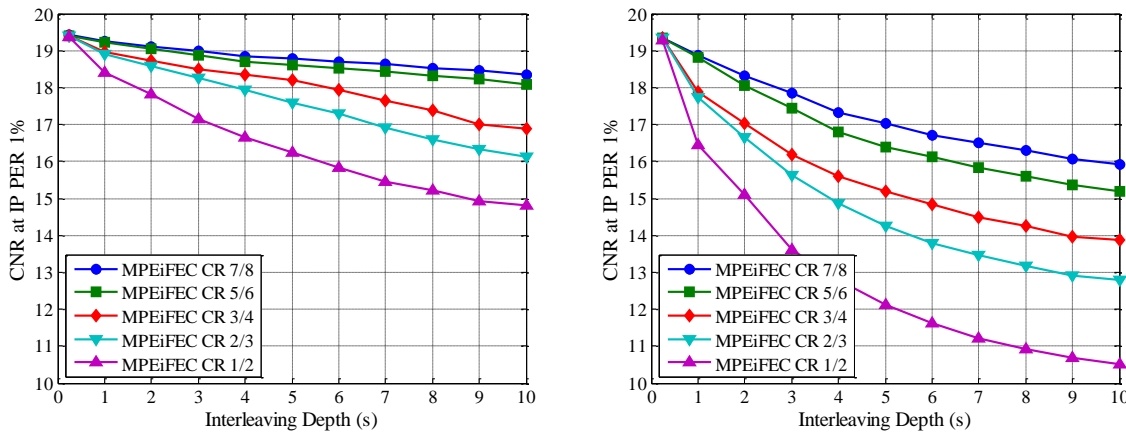 20
19
18
17
16
15
14
13
12
11
10
CNR at IP PER 1%
MPEiFEC CR 7/8
MPEiFEC CR 5/6
MPEiFEC CR 3/4
MPEiFEC CR 2/3
MPEiFEC CR 1/2
0 1 2 3 4 5 6 7 8 9 10
Interleaving Depth (s)
20
19
18
17
16
15
14
13
12
11
10
CNR at IP PER 1%
MPEiFEC CR 7/8
MPEiFEC CR 5/6
MPEiFEC CR 3/4
MPEiFEC CR 2/3
MPEiFEC CR 1/2
0 1 2 3 4 5 6 7 8 9 10
Interleaving Depth (s)